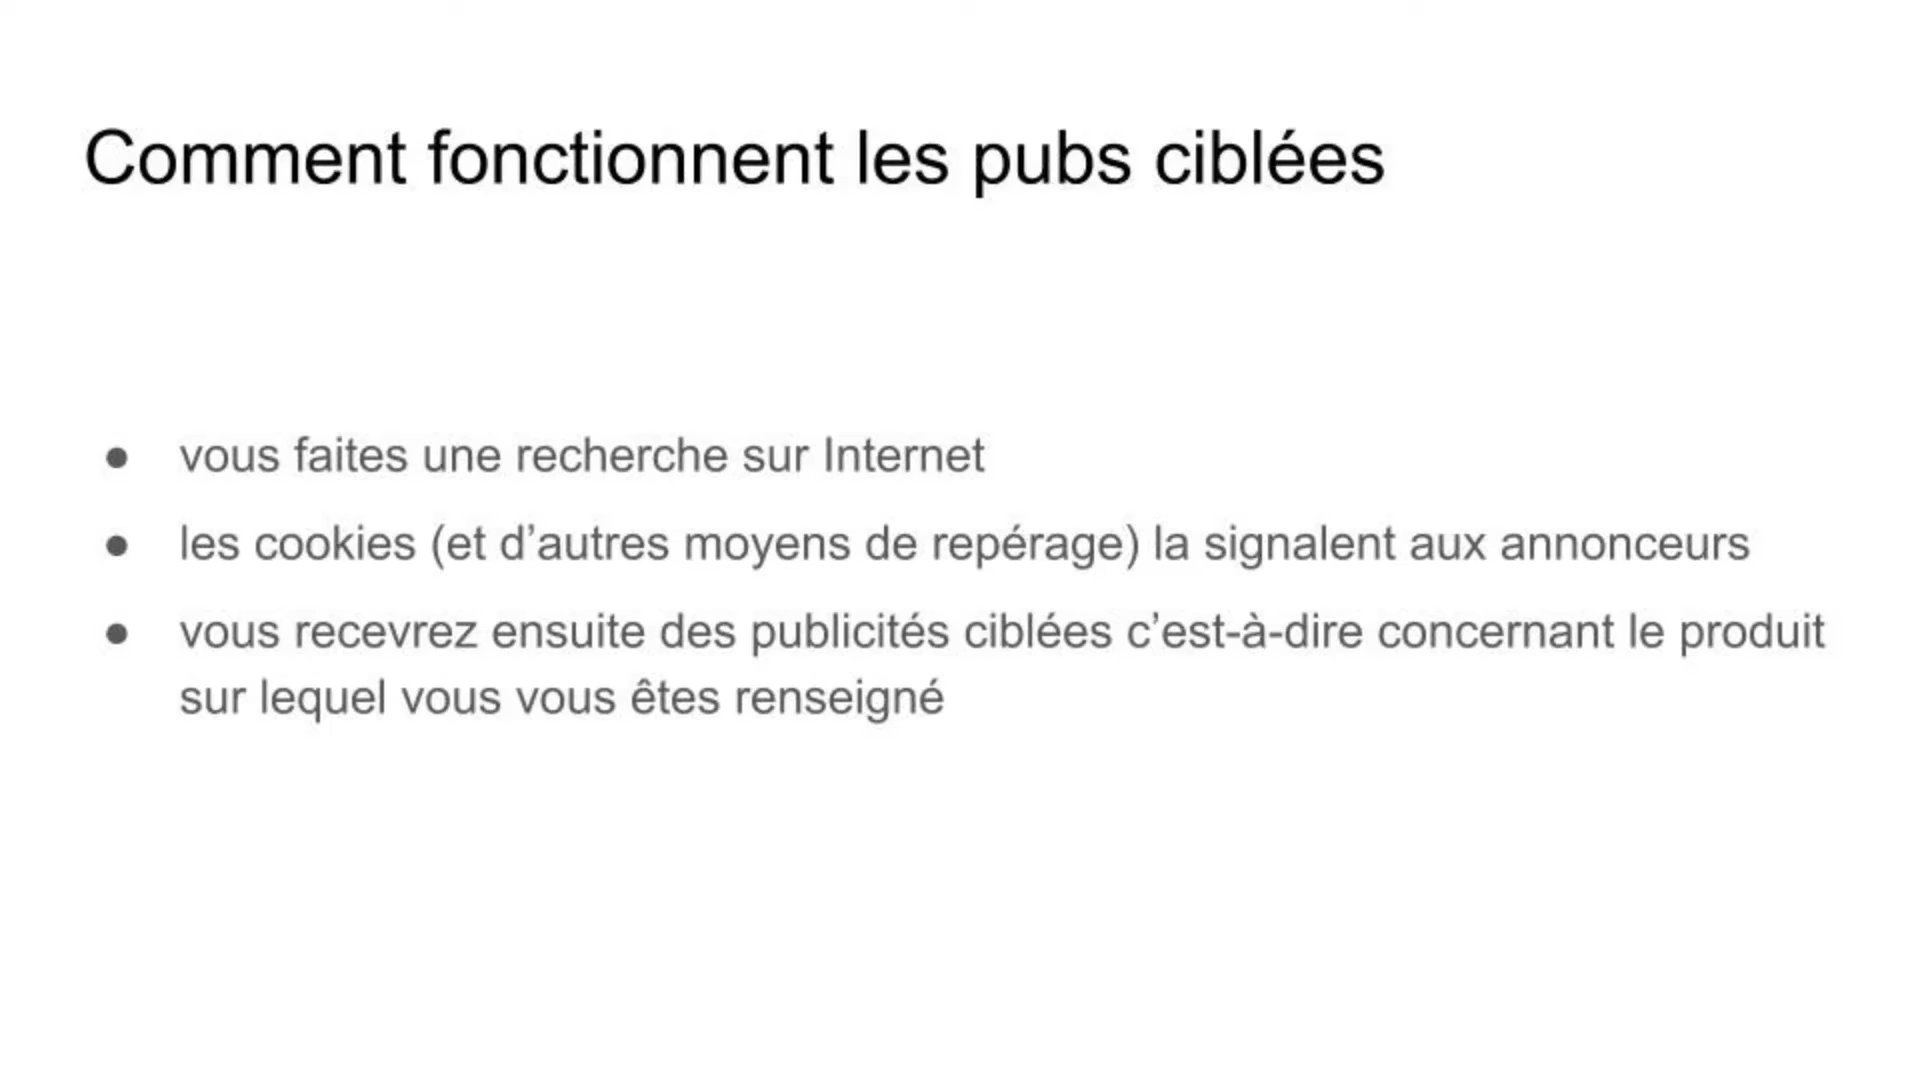 Comment fonctionnent les pubs ciblées
● vous faites une recherche sur Internet
● les cookies (et d’autres moyens de repérage) la signalent aux annonceurs
● vous recevrez ensuite des publicités ciblées c’est-à-dire concernant le produit
sur lequel vous vous êtes renseigné